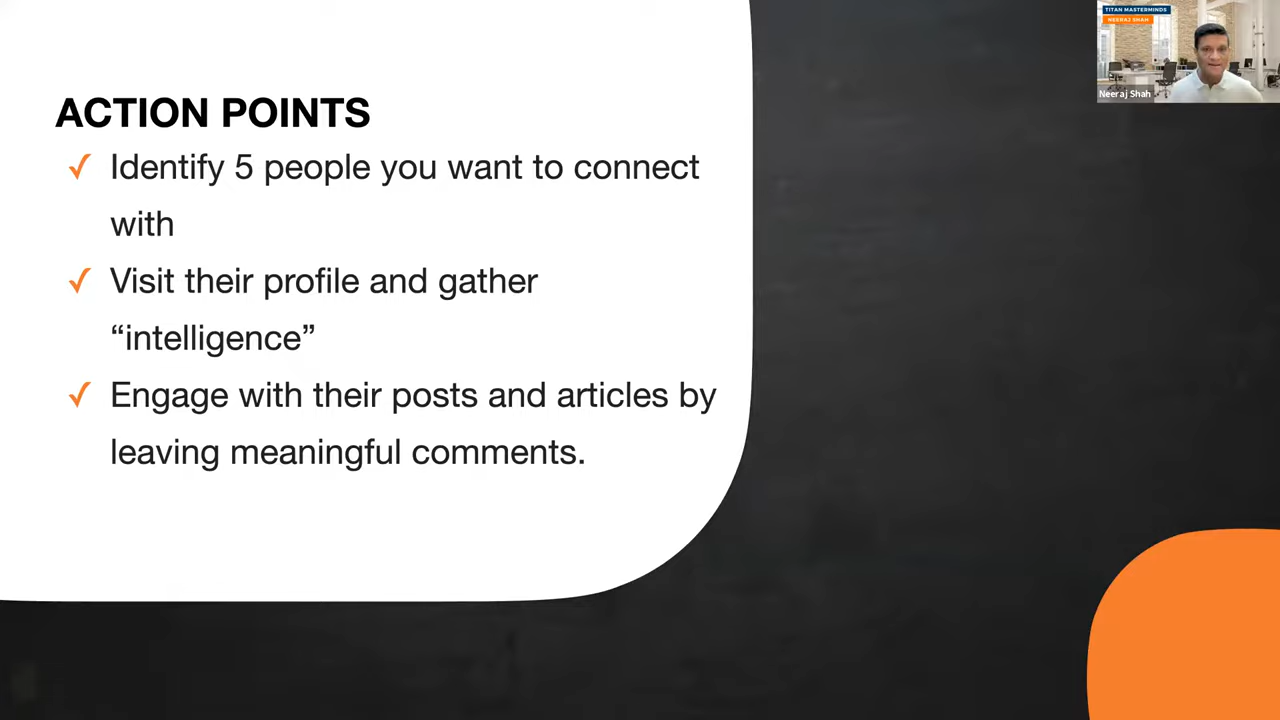 ACTION POINTS
✓ Identify 5 people you want to connect
with
✓ Visit their profile and gather
“intelligence”
✓ Engage with their posts and articles by
leaving meaningful comments.
TITAN MASTERMINDS
NEERAJ SHAH
Neeraj Shah